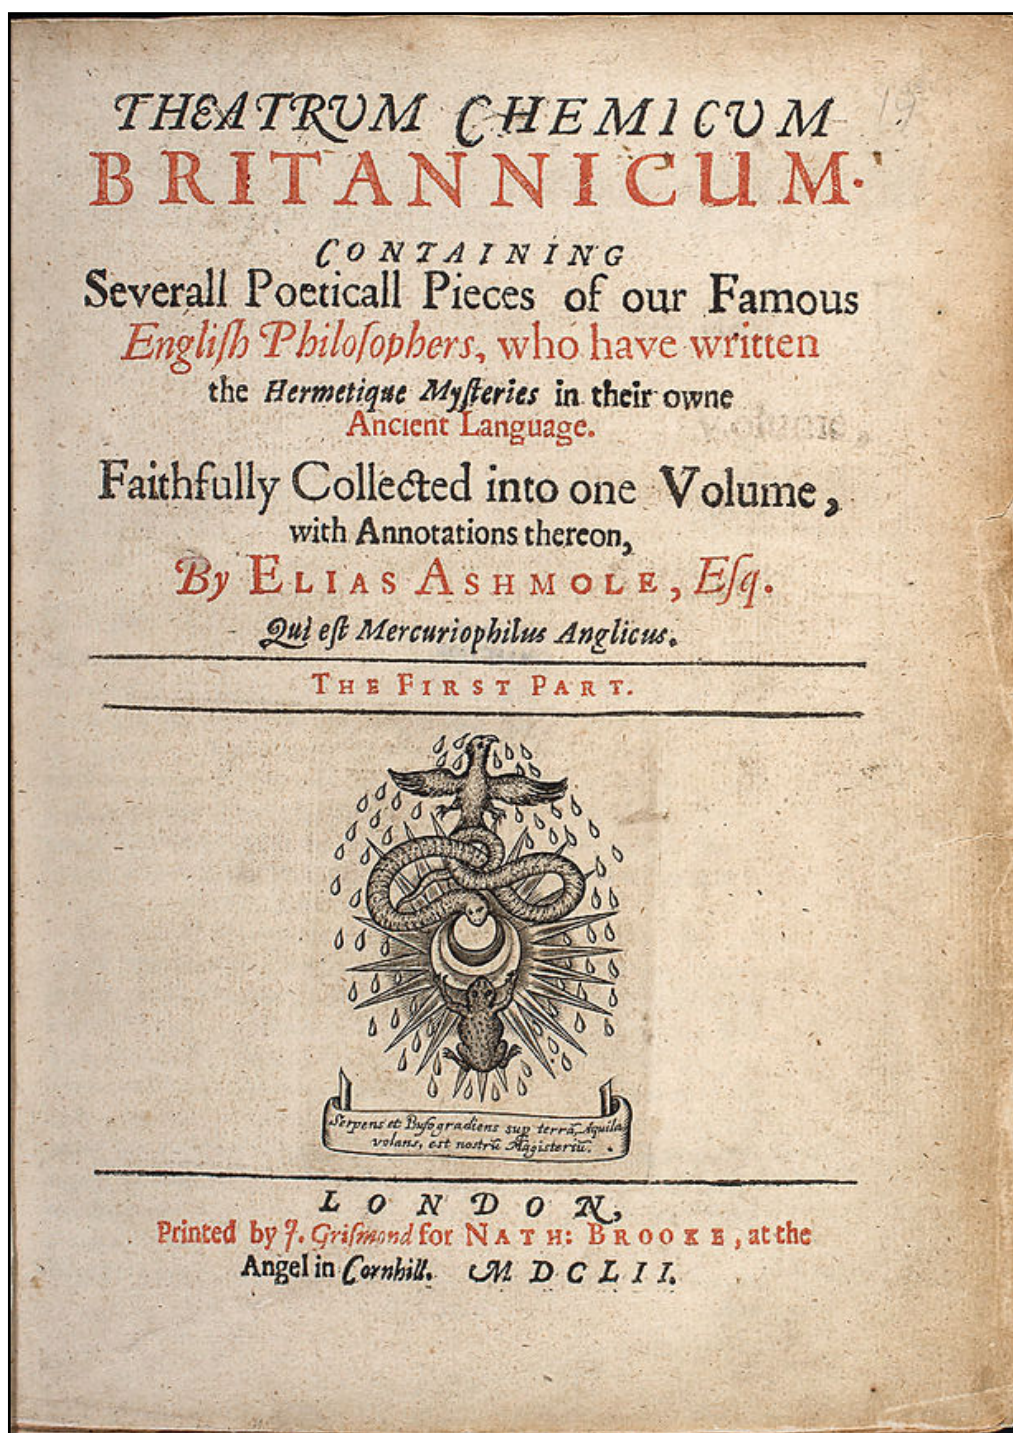 THEATRUM CHEMICUM
BRITANNICUM.
CONTAINING
Severall Poeticall Pieces of our Famous
Engliſh Philoſophers, who have written
the Hermetique Myſteries in their owne
Ancient Language.
Faithfully Collected into one Volume,
with Annotations thereon,
By ELIAS ASHMOLE, Eſq.
Qui eſt Mercuriophilus Anglicus.
THE FIRST PART.
Serpens et Bufo gradiens sup terrā, Aquila
volans, est nostrū Magisteriū.
LONDON,
Printed by J. Griſmond for NATH: BROOKE, at the
Angel in Cornhill. MDCLII.